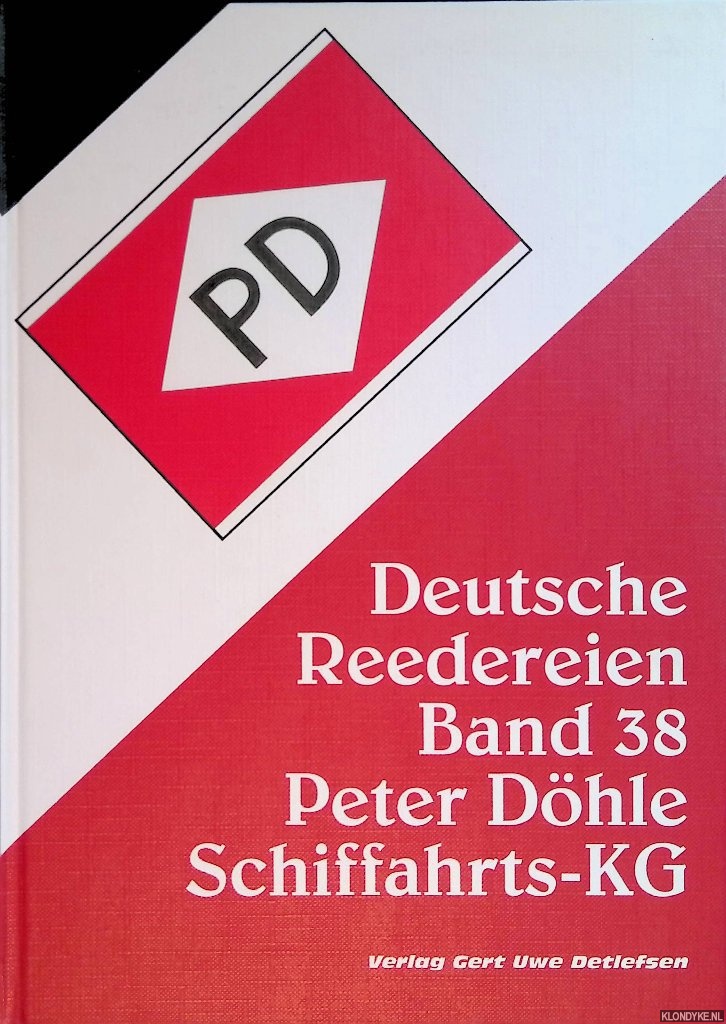 PD
Deutsche
Reedereien
Band 38
Peter Döhle
Schiffahrts-KG
Verlag Gert Uwe Detlefsen
KLONDYKE.NL